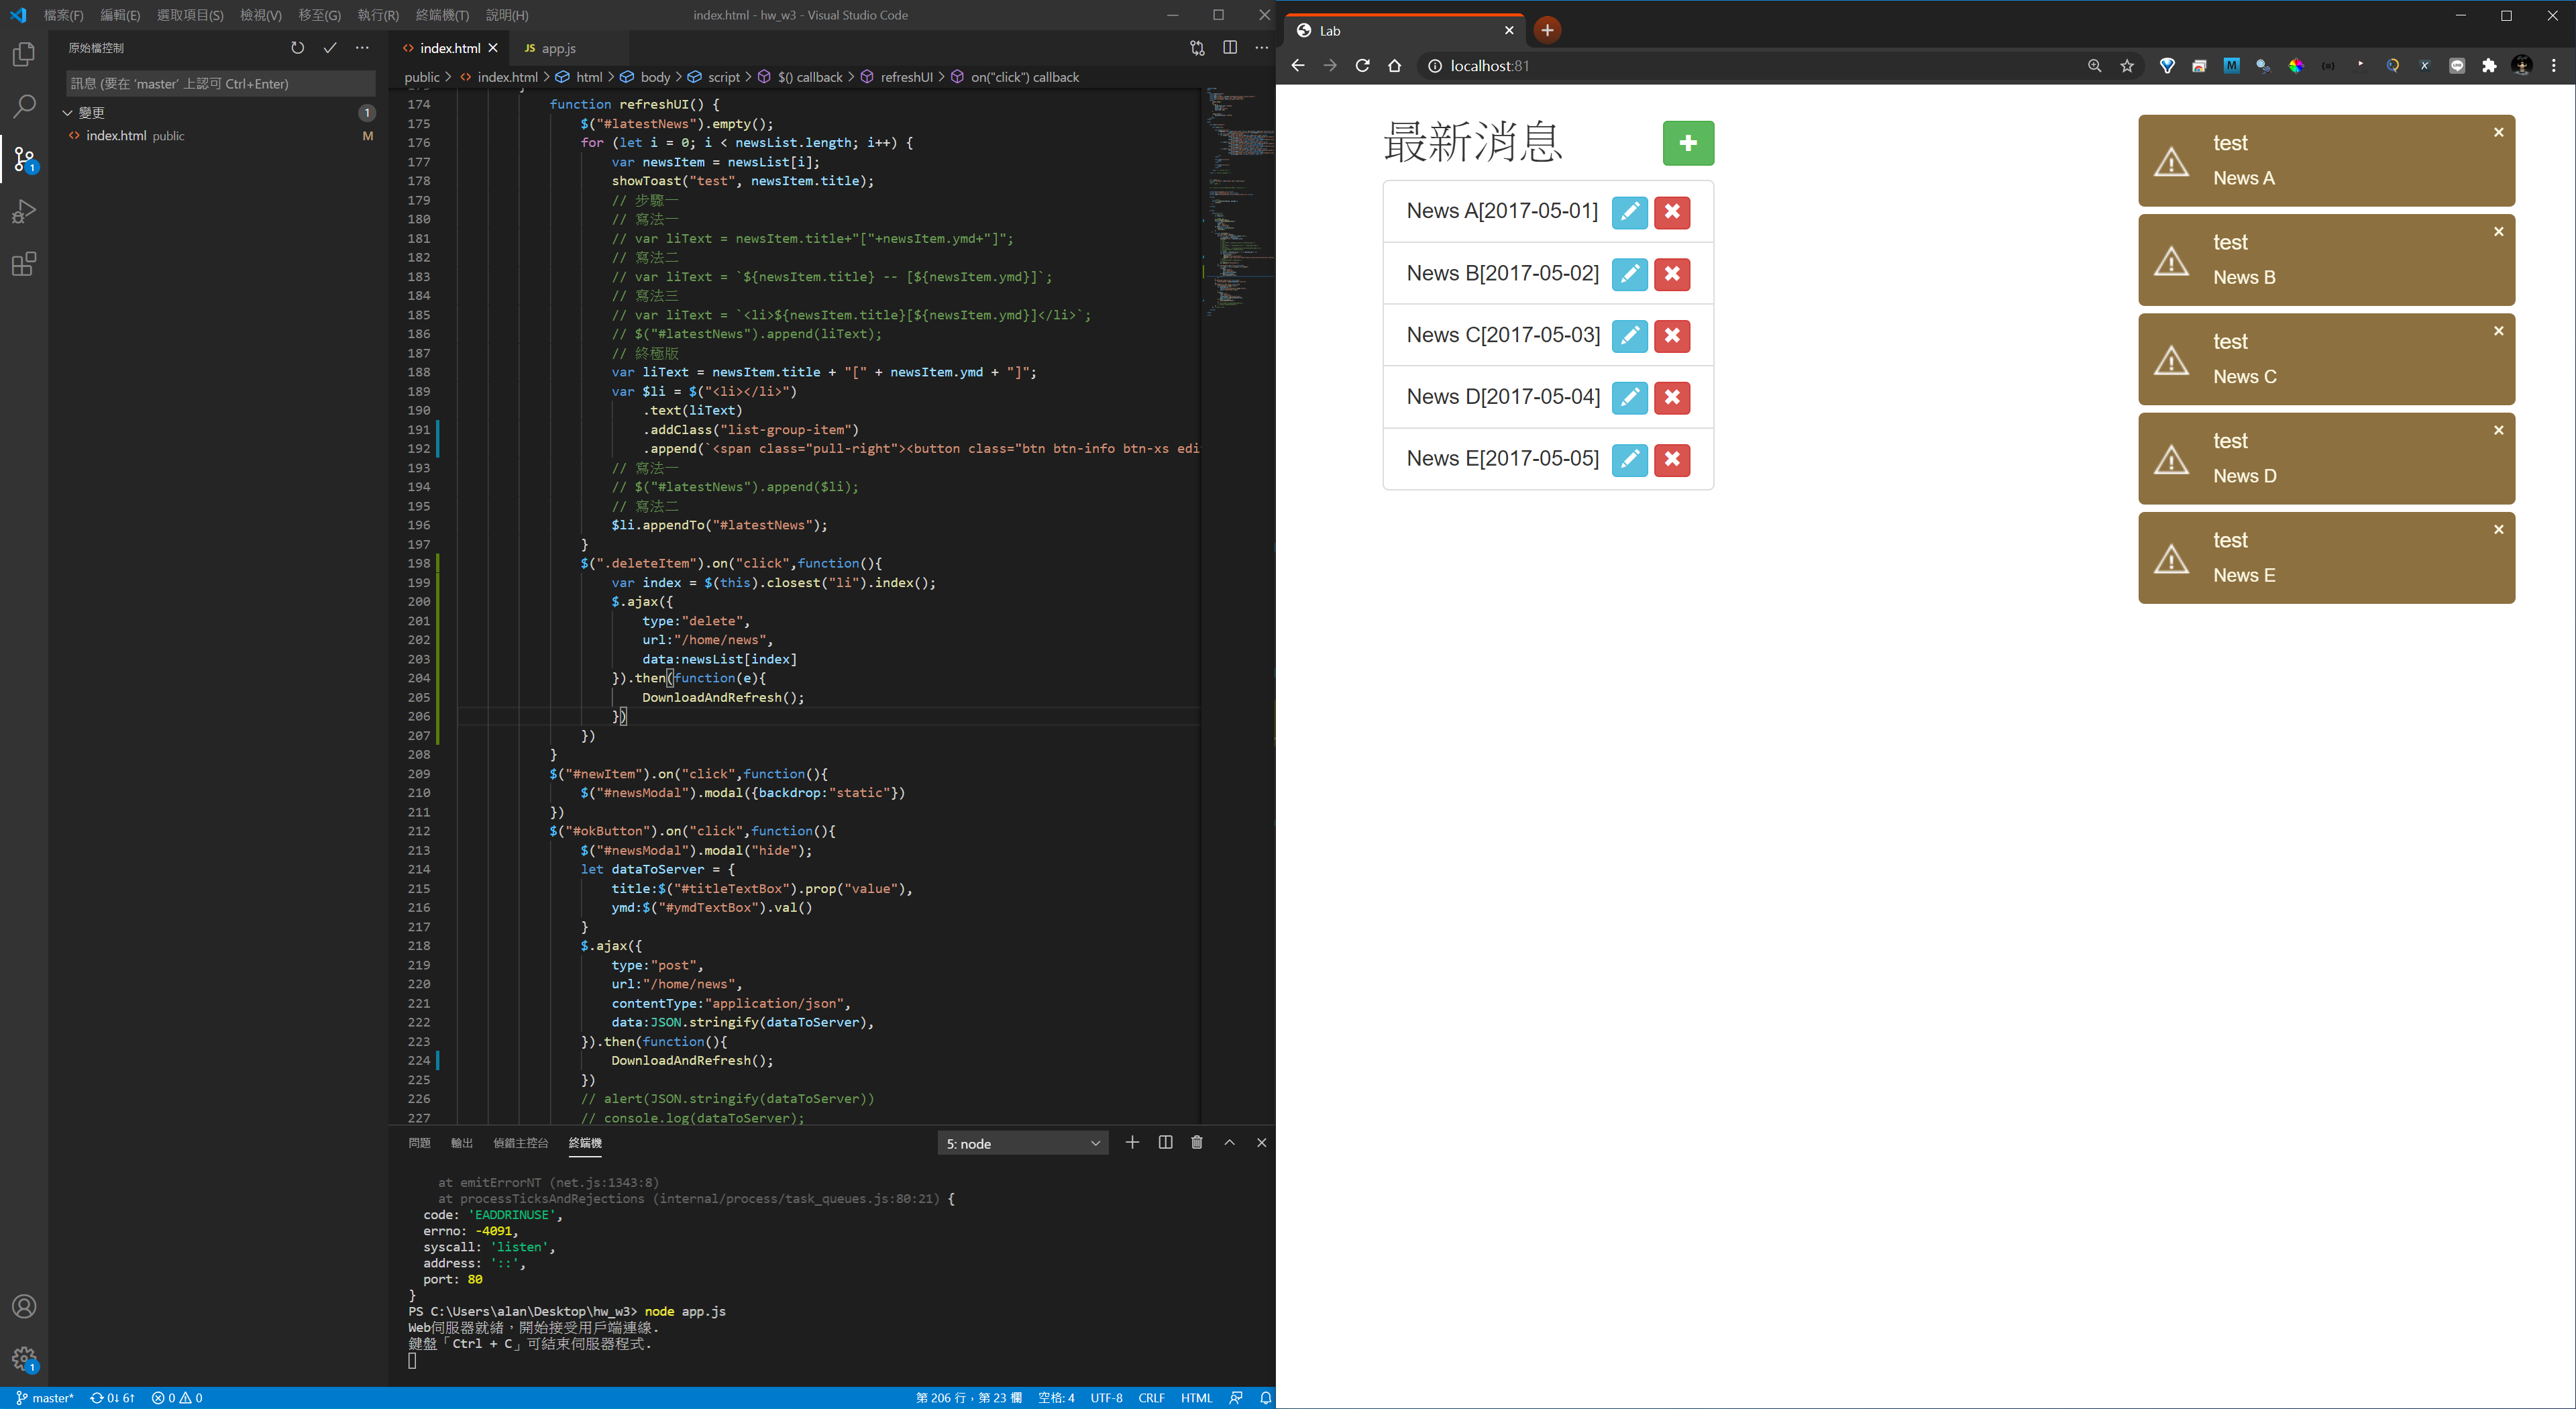 檔案(F) 編輯(E) 選取項目(S) 檢視(V) 移至(G) 執行(R) 終端機(T) 說明(H) index.html - hw_w3 - Visual Studio Code
原始檔控制
訊息 (要在 'master' 上認可 Ctrl+Enter)
變更 1
index.html public M
index.html JS app.js
public > index.html > html > body > script > $() callback > refreshUI > on("click") callback
174 function refreshUI() {
175 $("#latestNews").empty();
176 for (let i = 0; i < newsList.length; i++) {
177 var newsItem = newsList[i];
178 showToast("test", newsItem.title);
179 // 步驟一
180 // 寫法一
181 // var liText = newsItem.title+"["+newsItem.ymd+"]";
182 // 寫法二
183 // var liText = `${newsItem.title} -- [${newsItem.ymd}]`;
184 // 寫法三
185 // var liText = `<li>${newsItem.title}[${newsItem.ymd}]</li>`;
186 // $("#latestNews").append(liText);
187 // 終極版
188 var liText = newsItem.title + "[" + newsItem.ymd + "]";
189 var $li = $("<li></li>")
190 .text(liText)
191 .addClass("list-group-item")
192 .append(`<span class="pull-right"><button class="btn btn-info btn-xs edi
193 // 寫法一
194 // $("#latestNews").append($li);
195 // 寫法二
196 $li.appendTo("#latestNews");
197 }
198 $(".deleteItem").on("click",function(){
199 var index = $(this).closest("li").index();
200 $.ajax({
201 type:"delete",
202 url:"/home/news",
203 data:newsList[index]
204 }).then(function(e){
205 DownloadAndRefresh();
206 })
207 })
208 }
209 $("#newItem").on("click",function(){
210 $("#newsModal").modal({backdrop:"static"})
211 })
212 $("#okButton").on("click",function(){
213 $("#newsModal").modal("hide");
214 let dataToServer = {
215 title:$("#titleTextBox").prop("value"),
216 ymd:$("#ymdTextBox").val()
217 }
218 $.ajax({
219 type:"post",
220 url:"/home/news",
221 contentType:"application/json",
222 data:JSON.stringify(dataToServer),
223 }).then(function(){
224 DownloadAndRefresh();
225 })
226 // alert(JSON.stringify(dataToServer))
227 // console.log(dataToServer);
問題 輸出 偵錯主控台 終端機 5: node
at emitErrorNT (net.js:1343:8)
at processTicksAndRejections (internal/process/task_queues.js:80:21) {
code: 'EADDRINUSE',
errno: -4091,
syscall: 'listen',
address: '::',
port: 80
}
PS C:\Users\alan\Desktop\hw_w3> node app.js
Web伺服器就緒，開始接受用戶端連線.
鍵盤「Ctrl + C」可結束伺服器程式.
master* 0↓ 6↑ 0 0 第 206 行，第 23 欄 空格: 4 UTF-8 CRLF HTML
Lab
localhost:81
最新消息
News A[2017-05-01]
News B[2017-05-02]
News C[2017-05-03]
News D[2017-05-04]
News E[2017-05-05]
test
News A
test
News B
test
News C
test
News D
test
News E